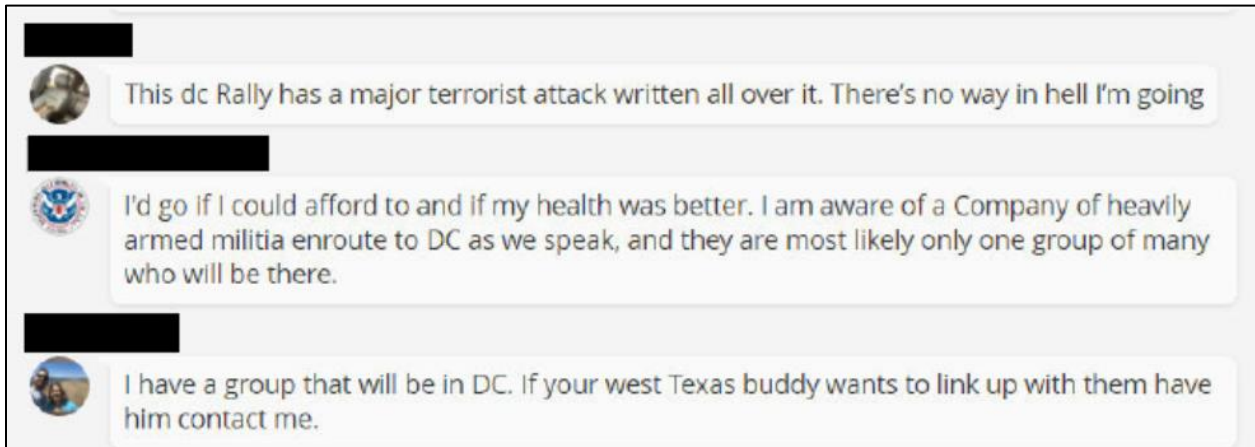 This dc Rally has a major terrorist attack written all over it. There's no way in hell I'm going
I'd go if I could afford to and if my health was better. I am aware of a Company of heavily
armed militia enroute to DC as we speak, and they are most likely only one group of many
who will be there.
I have a group that will be in DC. If your west Texas buddy wants to link up with them have
him contact me.